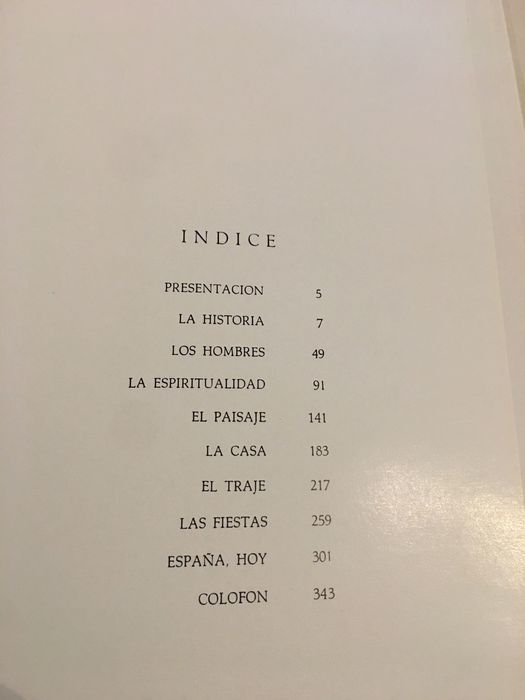 INDICE
PRESENTACION 5
LA HISTORIA 7
LOS HOMBRES 49
LA ESPIRITUALIDAD 91
EL PAISAJE 141
LA CASA 183
EL TRAJE 217
LAS FIESTAS 259
ESPAÑA, HOY 301
COLOFON 343